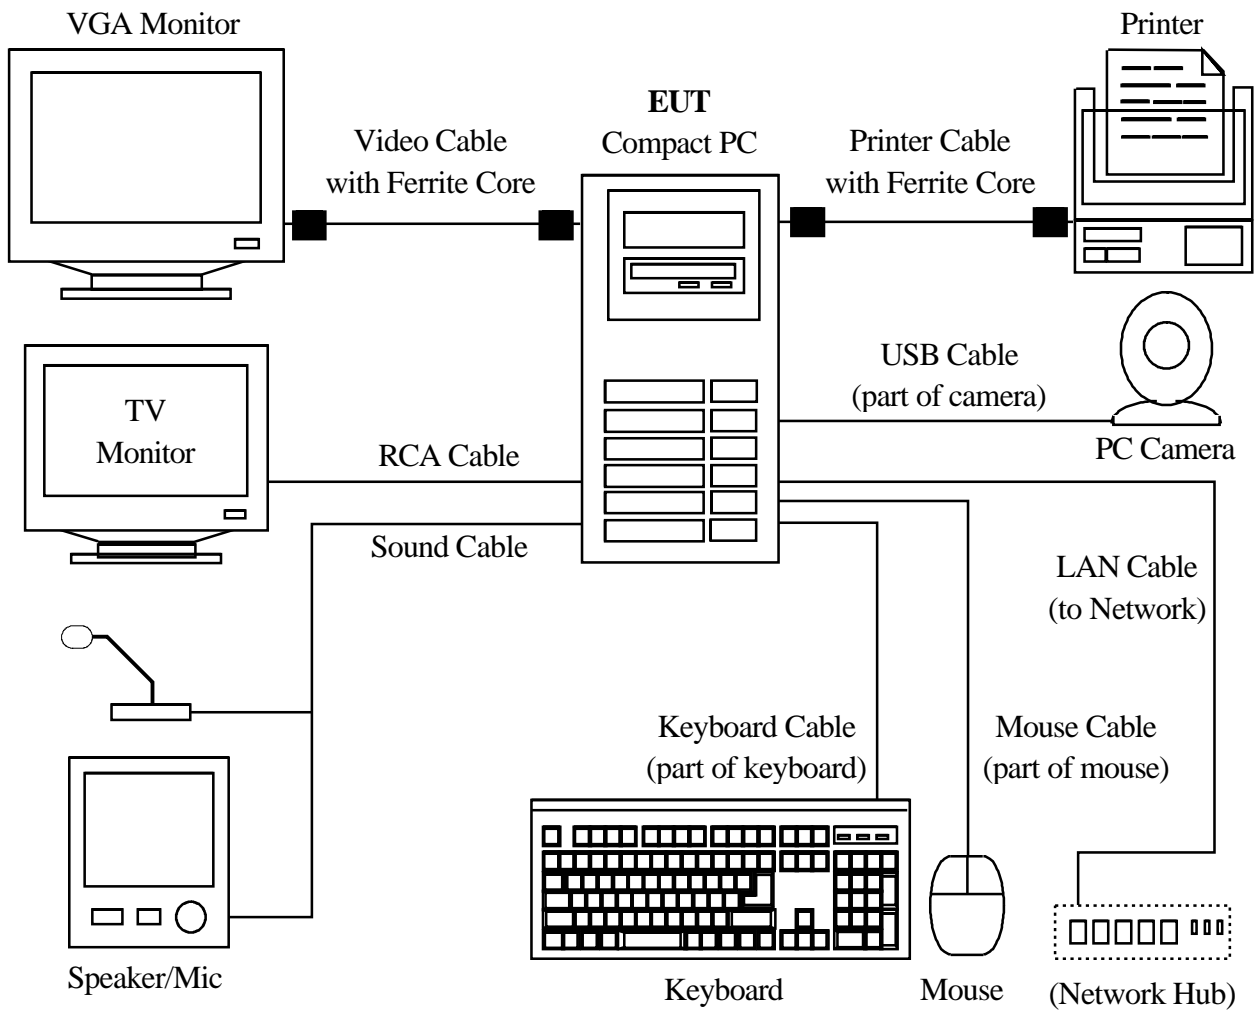 VGA Monitor
Printer
EUT
Compact PC
Video Cable
with Ferrite Core
Printer Cable
with Ferrite Core
USB Cable
(part of camera)
TV
Monitor
RCA Cable
PC Camera
Sound Cable
LAN Cable
(to Network)
Keyboard Cable
(part of keyboard)
Mouse Cable
(part of mouse)
Speaker/Mic
Keyboard
Mouse
(Network Hub)